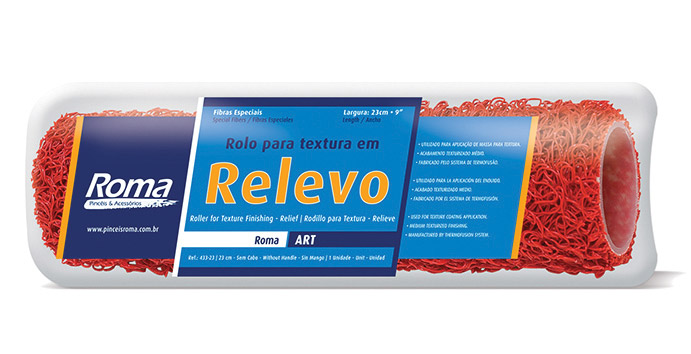 Roma
Pincéis & Acessórios
www.pinceisroma.com.br
Fibras Especiais
Special Fibers / Fibras Especiales
Largura: 23cm - 9"
Length / Ancho
Rolo para textura em
Relevo
Roller for Texture Finishing - Relief | Rodillo para Textura - Relieve
Roma ART
Ref.: 433-23 | 23 cm - Sem Cabo - Without Handle - Sin Mango | 1 Unidade - Unit - Unidad
• UTILIZADO PARA APLICAÇÃO DE MASSA PARA TEXTURA.
• ACABAMENTO TEXTURIZADO MÉDIO.
• FABRICADO PELO SISTEMA DE TERMOFUSÃO.
• UTILIZADO PARA LA APLICACIÓN DEL ENDUIDO.
• ACABADO TEXTURIZADO MEDIO.
• FABRICADO POR EL SISTEMA DE TERMOFUSIÓN.
• USED FOR TEXTURE COATING APPLICATION.
• MEDIUM TEXTURIZED FINISHING.
• MANUFACTURED BY THERMOFUSION SYSTEM.